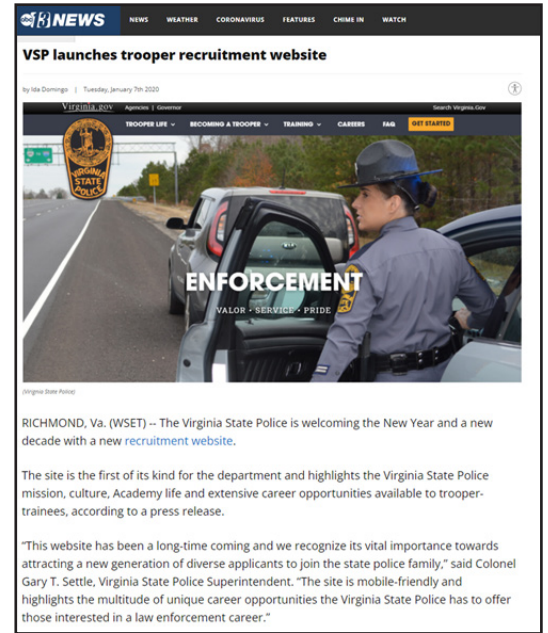 abc 13 NEWS NEWS WEATHER CORONAVIRUS FEATURES CHIME IN WATCH
VSP launches trooper recruitment website
by Ida Domingo | Tuesday, January 7th 2020
Virginia.gov Agencies | Governor Search Virginia.Gov
TROOPER LIFE BECOMING A TROOPER TRAINING CAREERS FAQ GET STARTED
VIRGINIA
STATE
POLICE
ENFORCEMENT
VALOR • SERVICE • PRIDE
(Virginia State Police)
RICHMOND, Va. (WSET) -- The Virginia State Police is welcoming the New Year and a new
decade with a new recruitment website.
The site is the first of its kind for the department and highlights the Virginia State Police
mission, culture, Academy life and extensive career opportunities available to trooper-
trainees, according to a press release.
"This website has been a long-time coming and we recognize its vital importance towards
attracting a new generation of diverse applicants to join the state police family," said Colonel
Gary T. Settle, Virginia State Police Superintendent. "The site is mobile-friendly and
highlights the multitude of unique career opportunities the Virginia State Police has to offer
those interested in a law enforcement career."